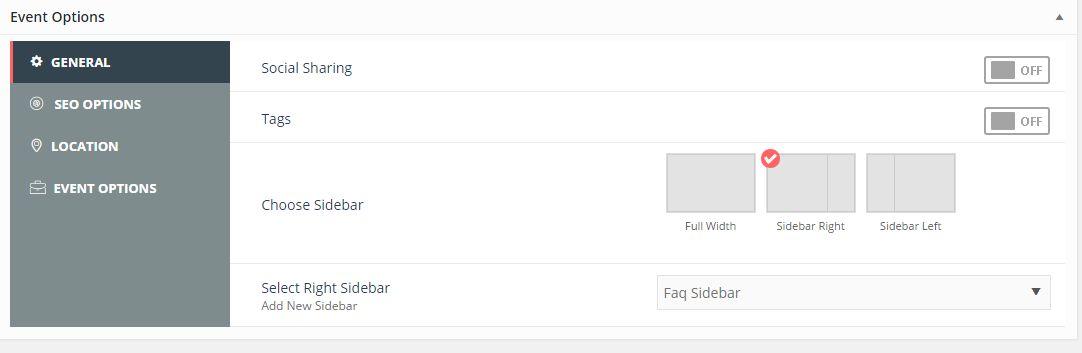 Event Options
GENERAL
SEO OPTIONS
LOCATION
EVENT OPTIONS
Social Sharing
OFF
Tags
OFF
Choose Sidebar
Full Width
Sidebar Right
Sidebar Left
Select Right Sidebar
Add New Sidebar
Faq Sidebar